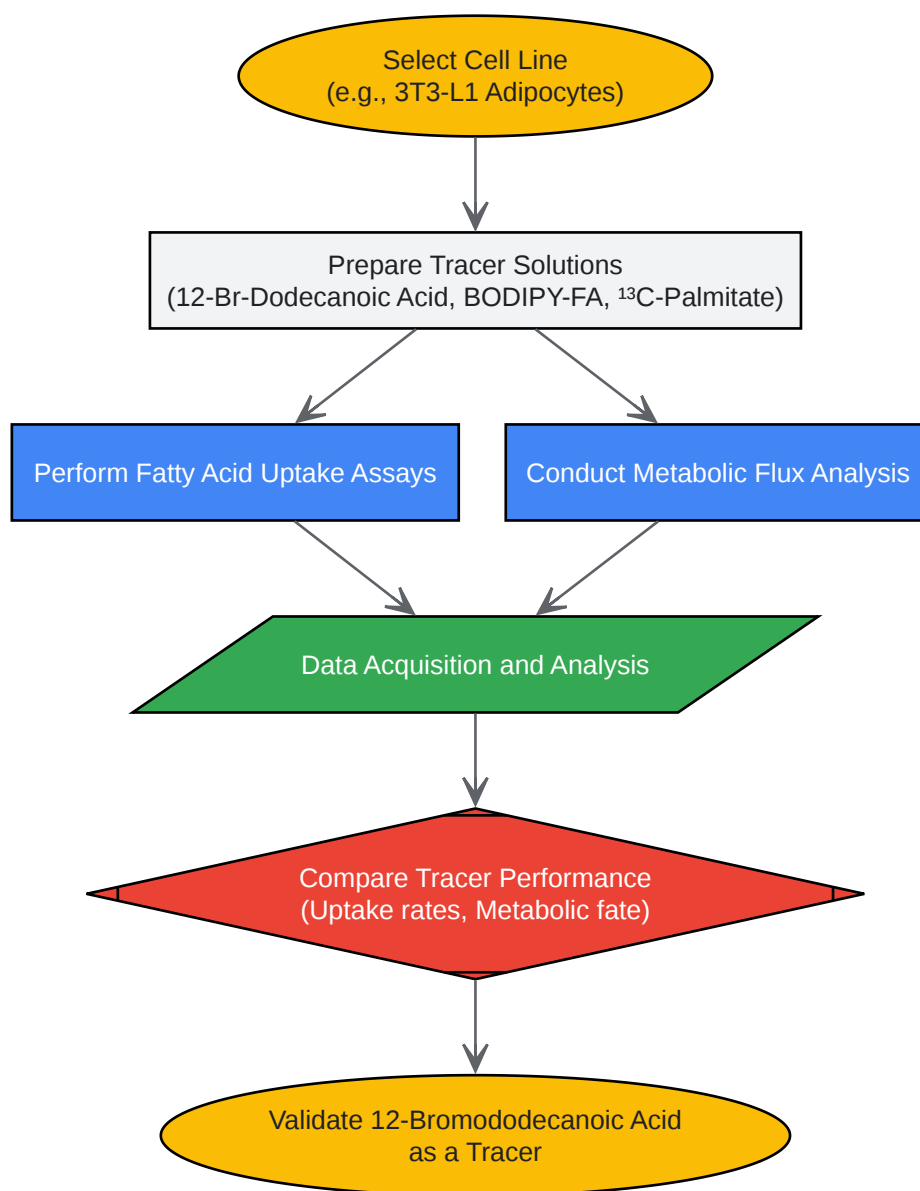 Select Cell Line
(e.g., 3T3-L1 Adipocytes)
Prepare Tracer Solutions
(12-Br-Dodecanoic Acid, BODIPY-FA, ¹³C-Palmitate)
Perform Fatty Acid Uptake Assays
Conduct Metabolic Flux Analysis
Data Acquisition and Analysis
Compare Tracer Performance
(Uptake rates, Metabolic fate)
Validate 12-Bromododecanoic Acid
as a Tracer